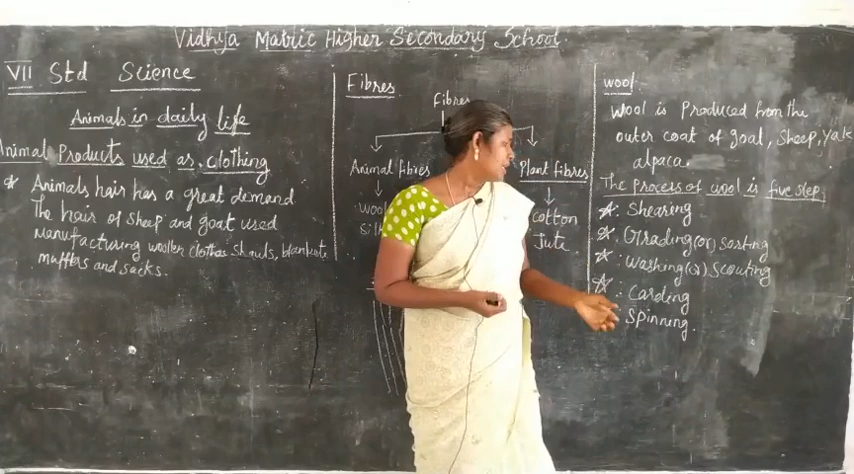 Vidhya Matric Higher Secondary School.
VII Std Science
Animals in daily life
Animal Products used as clothing
Animals hair has a great demand
The hair of sheep and goat used
Manufacturing woollen clothes Shawls, blankets
mufflers and sacks.
Fibres
Fibres
Animal fibres
Plant fibres
cotton
Jute
wool
Wool is Produced from the
outer coat of goat, Sheep, Yak
alpaca.
The Process of wool is five step
Shearing
Grading (or) Sorting
Washing (or) Scouting
Carding
Spinning.